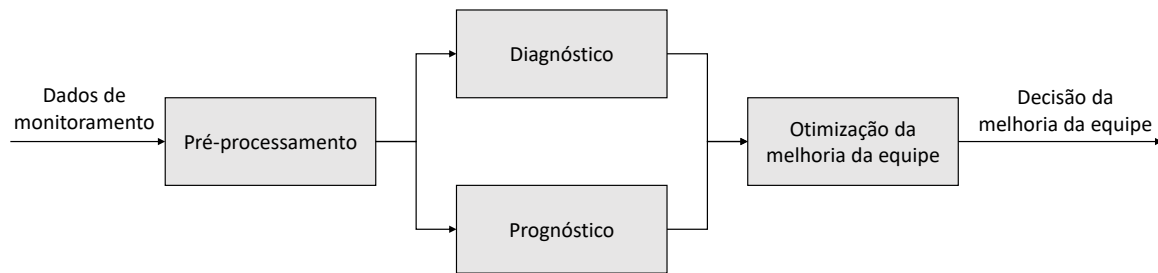 Dados de
monitoramento
Pré-processamento
Diagnóstico
Prognóstico
Otimização da
melhoria da equipe
Decisão da
melhoria da equipe